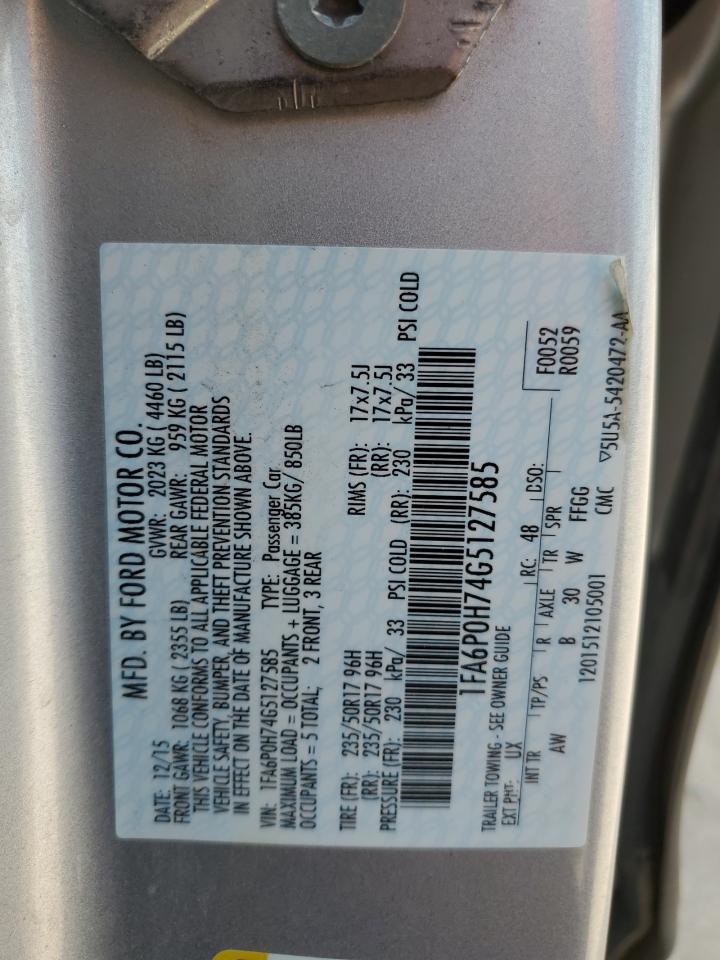 MFD. BY FORD MOTOR CO.
DATE: 12/15 GVWR: 2023 KG ( 4460 LB)
FRONT GAWR: 1068 KG ( 2355 LB) REAR GAWR: 959 KG ( 2115 LB)
THIS VEHICLE CONFORMS TO ALL APPLICABLE FEDERAL MOTOR
VEHICLE SAFETY, BUMPER, AND THEFT PREVENTION STANDARDS
IN EFFECT ON THE DATE OF MANUFACTURE SHOWN ABOVE.
VIN: 1FA6P0H74G5127585 TYPE: Passenger Car
MAXIMUM LOAD = OCCUPANTS + LUGGAGE = 385KG/ 850LB
OCCUPANTS = 5 TOTAL; 2 FRONT, 3 REAR
TIRE (FR): 235/50R17 96H RIMS (FR): 17x7.5J
(RR): 235/50R17 96H (RR): 17x7.5J
PRESSURE (FR): 230 kPa/ 33 PSI COLD (RR): 230 kPa/ 33 PSI COLD
1FA6P0H74G5127585
TRAILER TOWING - SEE OWNER GUIDE
EXT PNT: UX RC: 48 DSO: F0052
INT TR TP/PS R AXLE TR SPR R0059
AW B 30 W FFGG
1201512105001 CMC ▽5U5A-5420472-AA